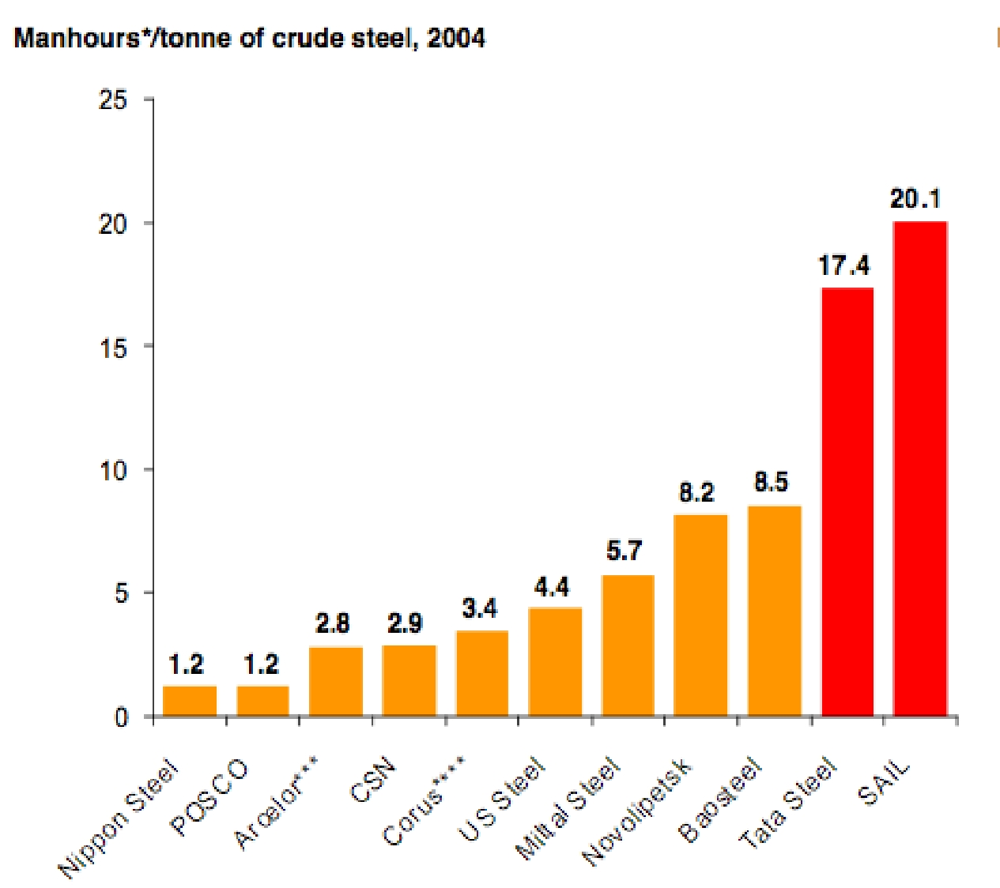 Manhours*/tonne of crude steel, 2004
25
20
15
10
5
0
1.2
1.2
2.8
2.9
3.4
4.4
5.7
8.2
8.5
17.4
20.1
Nippon Steel
POSCO
Arcelor***
CSN
Corus****
US Steel
Mittal Steel
Novolipetsk
Baosteel
Tata Steel
SAIL